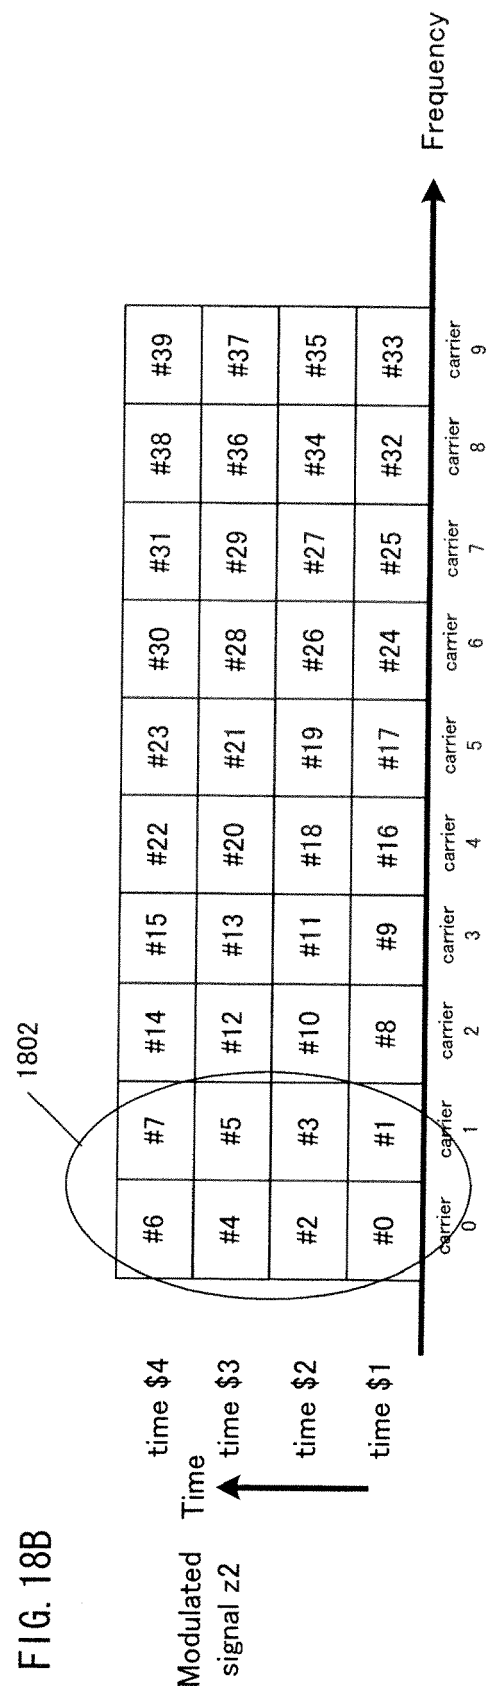 FIG. 18B
Modulated
signal z2
Time
1802
time $4 #6 #7 #14 #15 #22 #23 #30 #31 #38 #39
time $3 #4 #5 #12 #13 #20 #21 #28 #29 #36 #37
time $2 #2 #3 #10 #11 #18 #19 #26 #27 #34 #35
time $1 #0 #1 #8 #9 #16 #17 #24 #25 #32 #33
Frequency
carrier carrier carrier carrier carrier carrier carrier carrier carrier carrier
0 1 2 3 4 5 6 7 8 9